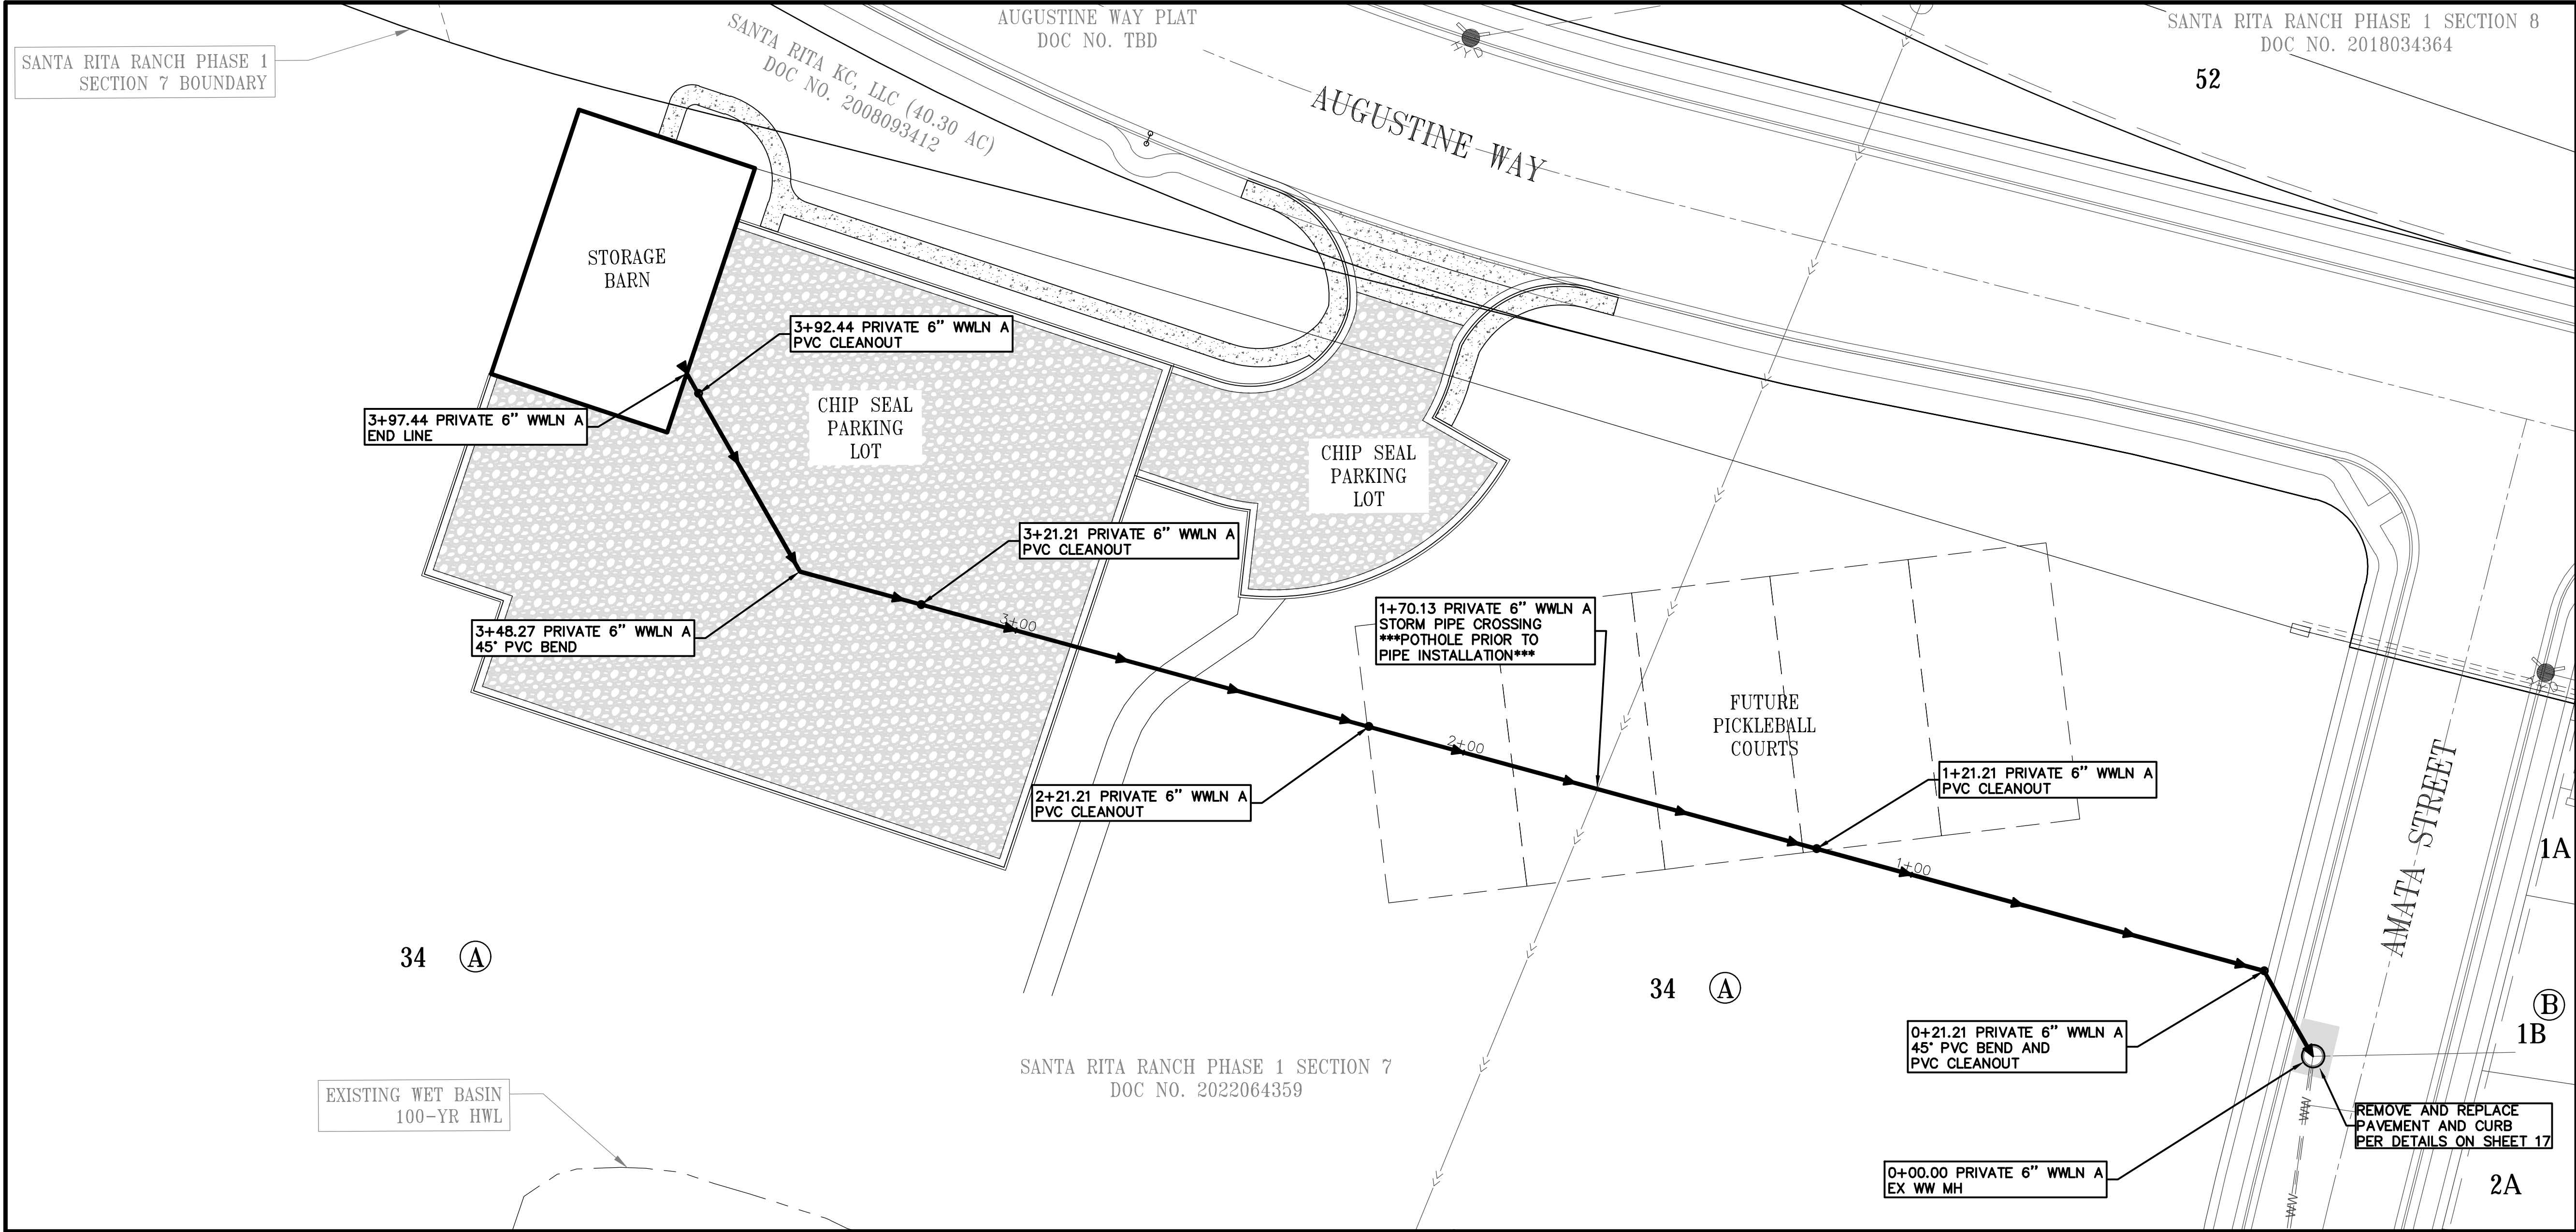 SANTA RITA RANCH PHASE 1
SECTION 7 BOUNDARY
SANTA RITA KC, LLC (40.30 AC)
DOC NO. 2008093412
AUGUSTINE WAY PLAT
DOC NO. TBD
HYD
AUGUSTINE WAY
SANTA RITA RANCH PHASE 1 SECTION 8
DOC NO. 2018034364
52
STORAGE
BARN
3+92.44 PRIVATE 6" WWLN A
PVC CLEANOUT
3+97.44 PRIVATE 6" WWLN A
END LINE
CHIP SEAL
PARKING
LOT
CHIP SEAL
PARKING
LOT
3+21.21 PRIVATE 6" WWLN A
PVC CLEANOUT
3+48.27 PRIVATE 6" WWLN A
45° PVC BEND
3+00
1+70.13 PRIVATE 6" WWLN A
STORM PIPE CROSSING
***POTHOLE PRIOR TO
PIPE INSTALLATION***
HYD
FUTURE
PICKLEBALL
COURTS
2+00
2+21.21 PRIVATE 6" WWLN A
PVC CLEANOUT
1+21.21 PRIVATE 6" WWLN A
PVC CLEANOUT
1+00
AMATA STREET
1A
34 A
34 A
B
1B
0+21.21 PRIVATE 6" WWLN A
45° PVC BEND AND
PVC CLEANOUT
SANTA RITA RANCH PHASE 1 SECTION 7
DOC NO. 2022064359
EXISTING WET BASIN
100-YR HWL
WW
REMOVE AND REPLACE
PAVEMENT AND CURB
PER DETAILS ON SHEET 17
0+00.00 PRIVATE 6" WWLN A
EX WW MH
2A
WW